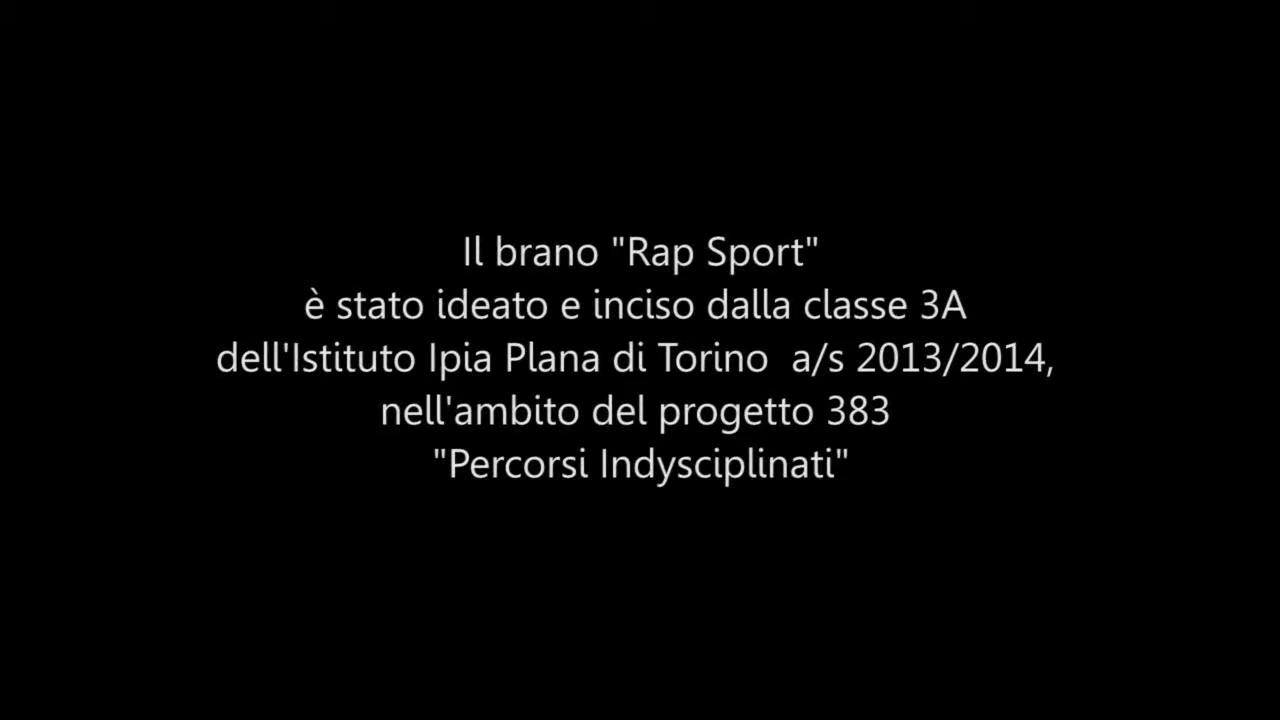 Il brano "Rap Sport"
è stato ideato e inciso dalla classe 3A
dell'Istituto Ipia Plana di Torino  a/s 2013/2014,
nell'ambito del progetto 383
"Percorsi Indysciplinati"